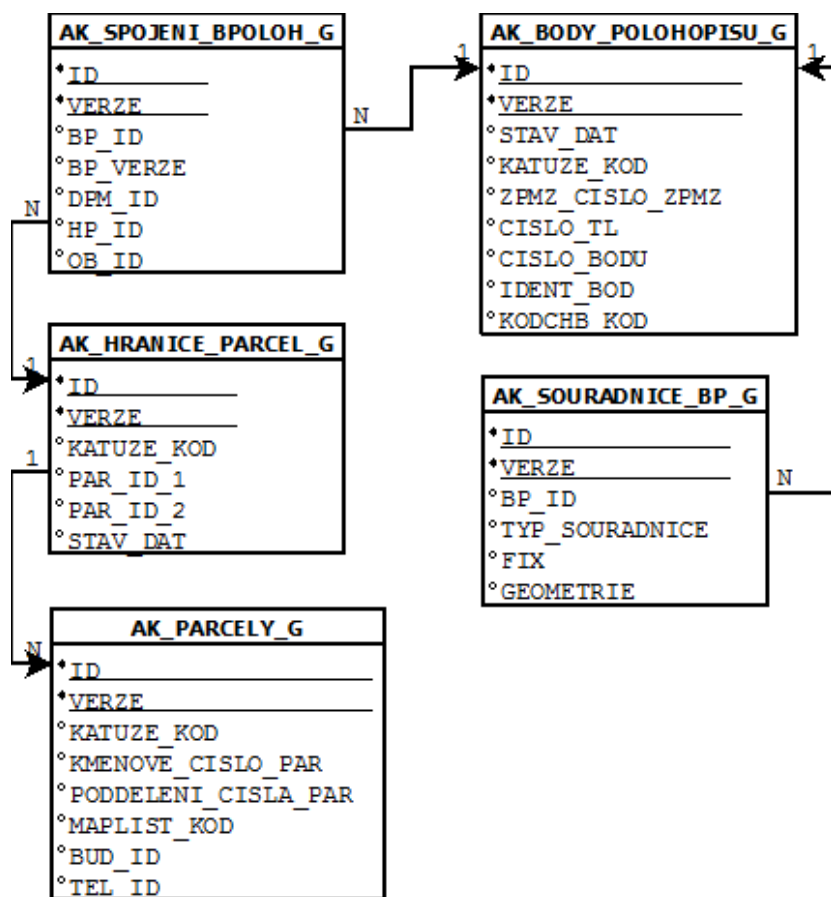 AK_SPOJENI_BPOLOH_G
ID
VERZE
BP_ID
BP_VERZE
DPM_ID
HP_ID
OB_ID
N
N
1
1
AK_BODY_POLOHOPISU_G
ID
VERZE
STAV_DAT
KATUZE_KOD
ZPMZ_CISLO_ZPMZ
CISLO_TL
CISLO_BODU
IDENT_BOD
KODCHB_KOD
AK_HRANICE_PARCEL_G
1
ID
VERZE
KATUZE_KOD
1
PAR_ID_1
PAR_ID_2
STAV_DAT
AK_SOURADNICE_BP_G
ID
VERZE
N
BP_ID
TYP_SOURADNICE
FIX
GEOMETRIE
AK_PARCELY_G
N
ID
VERZE
KATUZE_KOD
KMENOVE_CISLO_PAR
PODDELENI_CISLA_PAR
MAPLIST_KOD
BUD_ID
TEL_ID